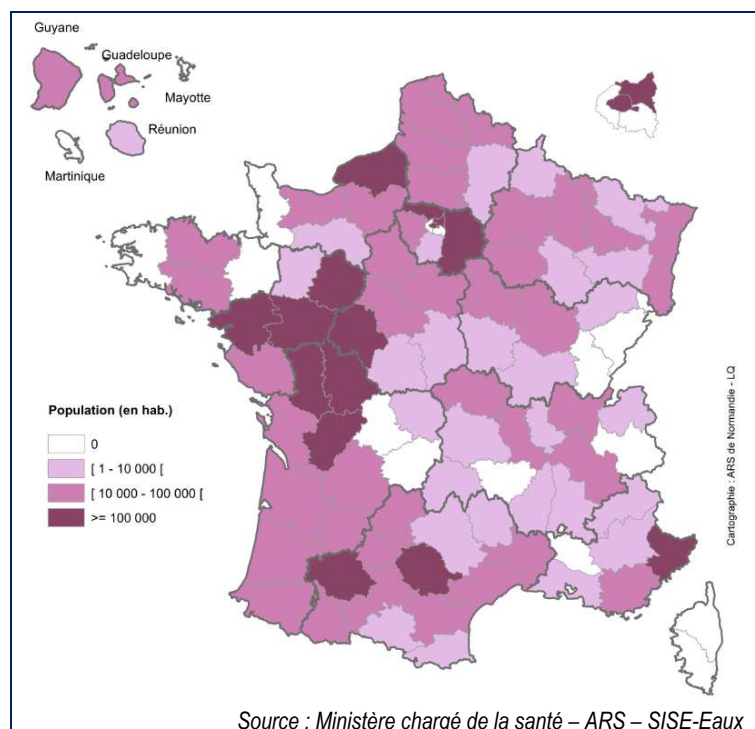 Guyane
Guadeloupe
Mayotte
Réunion
Martinique
Population (en hab.)
0
[ 1 - 10 000 [
[ 10 000 - 100 000 [
>= 100 000
Cartographie : ARS de Normandie - LQ
Source : Ministère chargé de la santé – ARS – SISE-Eaux